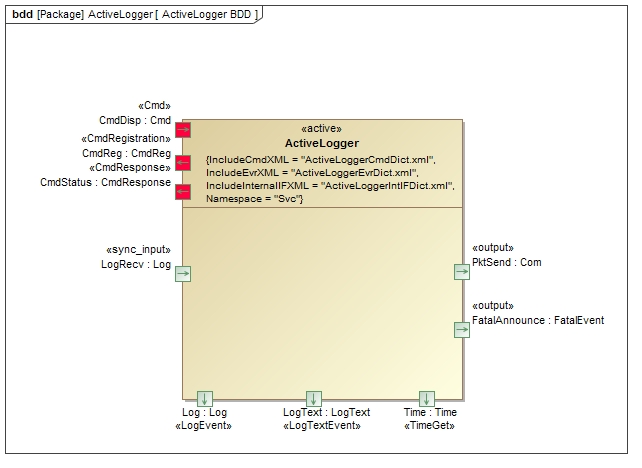 bdd [Package] ActiveLogger [ ActiveLogger BDD ]
«Cmd»
CmdDisp : Cmd
«CmdRegistration»
CmdReg : CmdReg
«CmdResponse»
CmdStatus : CmdResponse
«active»
ActiveLogger
{IncludeCmdXML = "ActiveLoggerCmdDict.xml",
IncludeEvrXML = "ActiveLoggerEvrDict.xml",
IncludeInternalIFXML = "ActiveLoggerIntIFDict.xml",
Namespace = "Svc"}
«sync_input»
LogRecv : Log
«output»
PktSend : Com
«output»
FatalAnnounce : FatalEvent
Log : Log
«LogEvent»
LogText : LogText
«LogTextEvent»
Time : Time
«TimeGet»